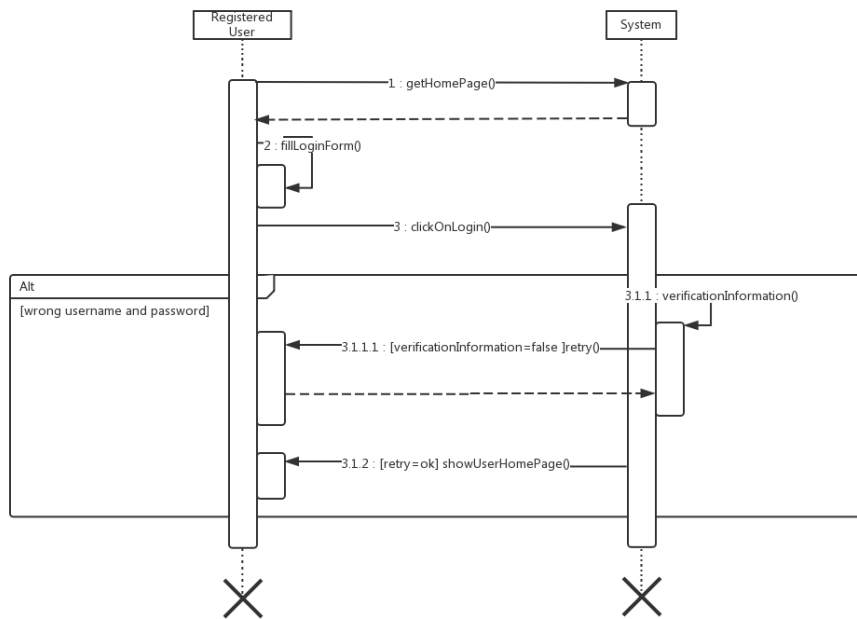 Registered
User
System
1 : getHomePage()
2 : fillLoginForm()
3 : clickOnLogin()
Alt
3.1.1 : verificationInformation()
[wrong username and password]
3.1.1.1 : [verificationInformation=false ]retry()
3.1.2 : [retry=ok] showUserHomePage()